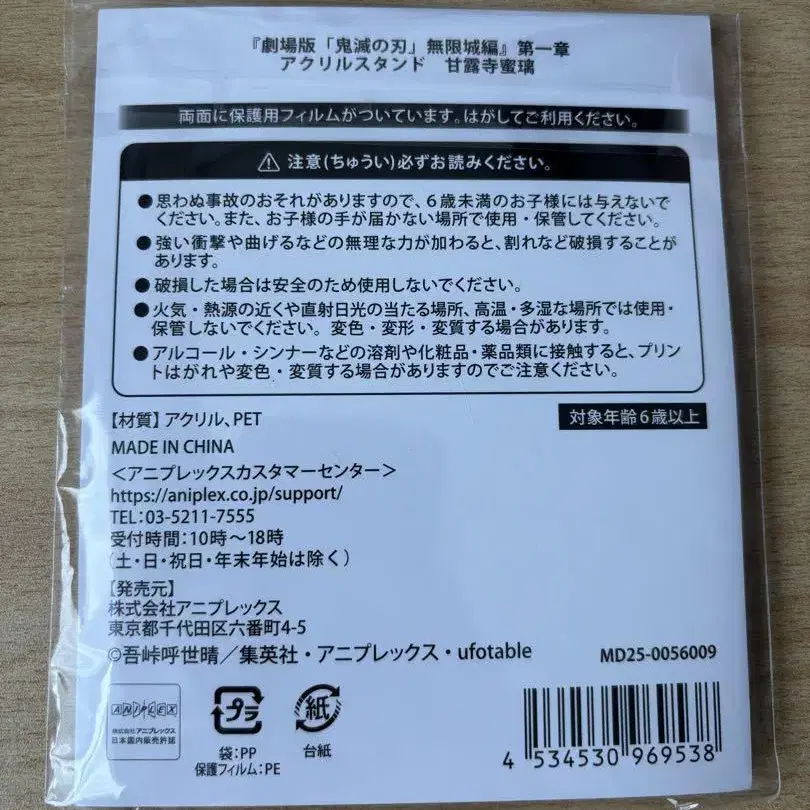 『劇場版「鬼滅の刃」無限城編』第一章
アクリルスタンド 甘露寺蜜璃
両面に保護用フィルムがついています。はがしてご利用ください。
注意(ちゅうい)必ずお読みください。
●思わぬ事故のおそれがありますので、6歳未満のお子様には与えないで
ください。また、お子様の手が届かない場所で使用・保管してください。
●強い衝撃や曲げるなどの無理な力が加わると、割れなど破損することが
あります。
●破損した場合は安全のため使用しないでください。
●火気・熱源の近くや直射日光の当たる場所、高温・多湿な場所では使用・
保管しないでください。変色・変形・変質する場合があります。
●アルコール・シンナーなどの溶剤や化粧品・薬品類に接触すると、プリン
トはがれや変色・変質する場合がありますのでご注意ください。
【材質】アクリル、PET
対象年齢6歳以上
MADE IN CHINA
＜アニプレックスカスタマーセンター＞
https://aniplex.co.jp/support/
TEL:03-5211-7555
受付時間:10時～18時
(土・日・祝日・年末年始は除く)
【発売元】
株式会社アニプレックス
東京都千代田区六番町4-5
©吾峠呼世晴／集英社・アニプレックス・ufotable
MD25-0056009
ANIPLEX
株式会社アニプレックス
日本国内販売許諾
プラ
袋:PP
保護フィルム:PE
紙
台紙
4 534530 969538